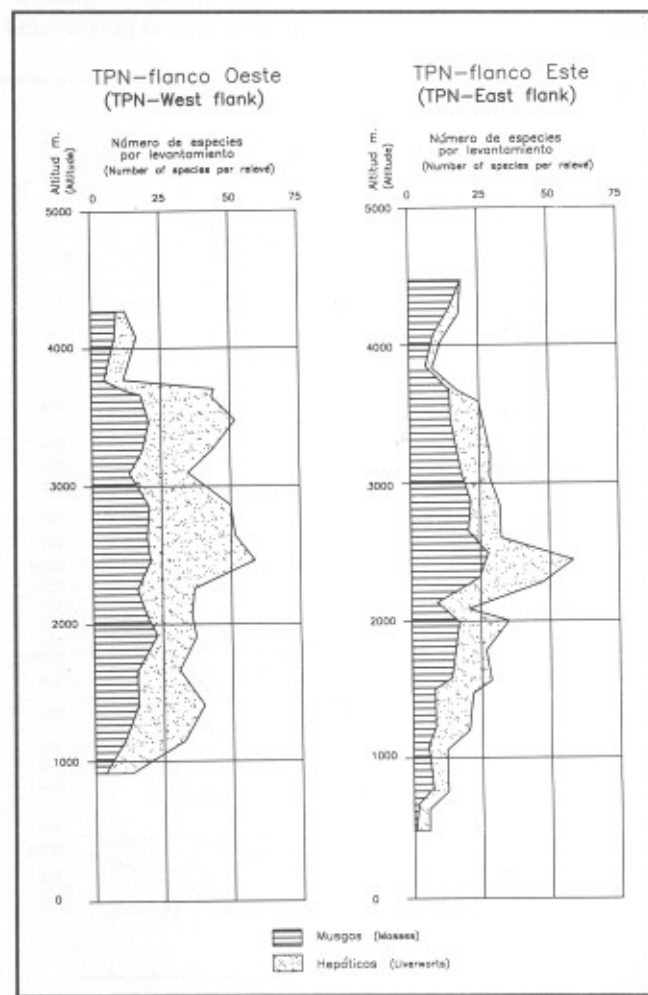 TPN-flanco Oeste
(TPN-West flank)
Número de especies
por levantamiento
(Number of species per relevé)
Altitud m.
(Altitude)
0 25 50 75
5000
4000
3000
2000
1000
0
TPN-flanco Este
(TPN-East flank)
Número de especies
por levantamiento
(Number of species per relevé)
Altitud m.
(Altitude)
0 25 50 75
5000
4000
3000
2000
1000
0
Musgos (Mosses)
Hepáticos (Liverworts)